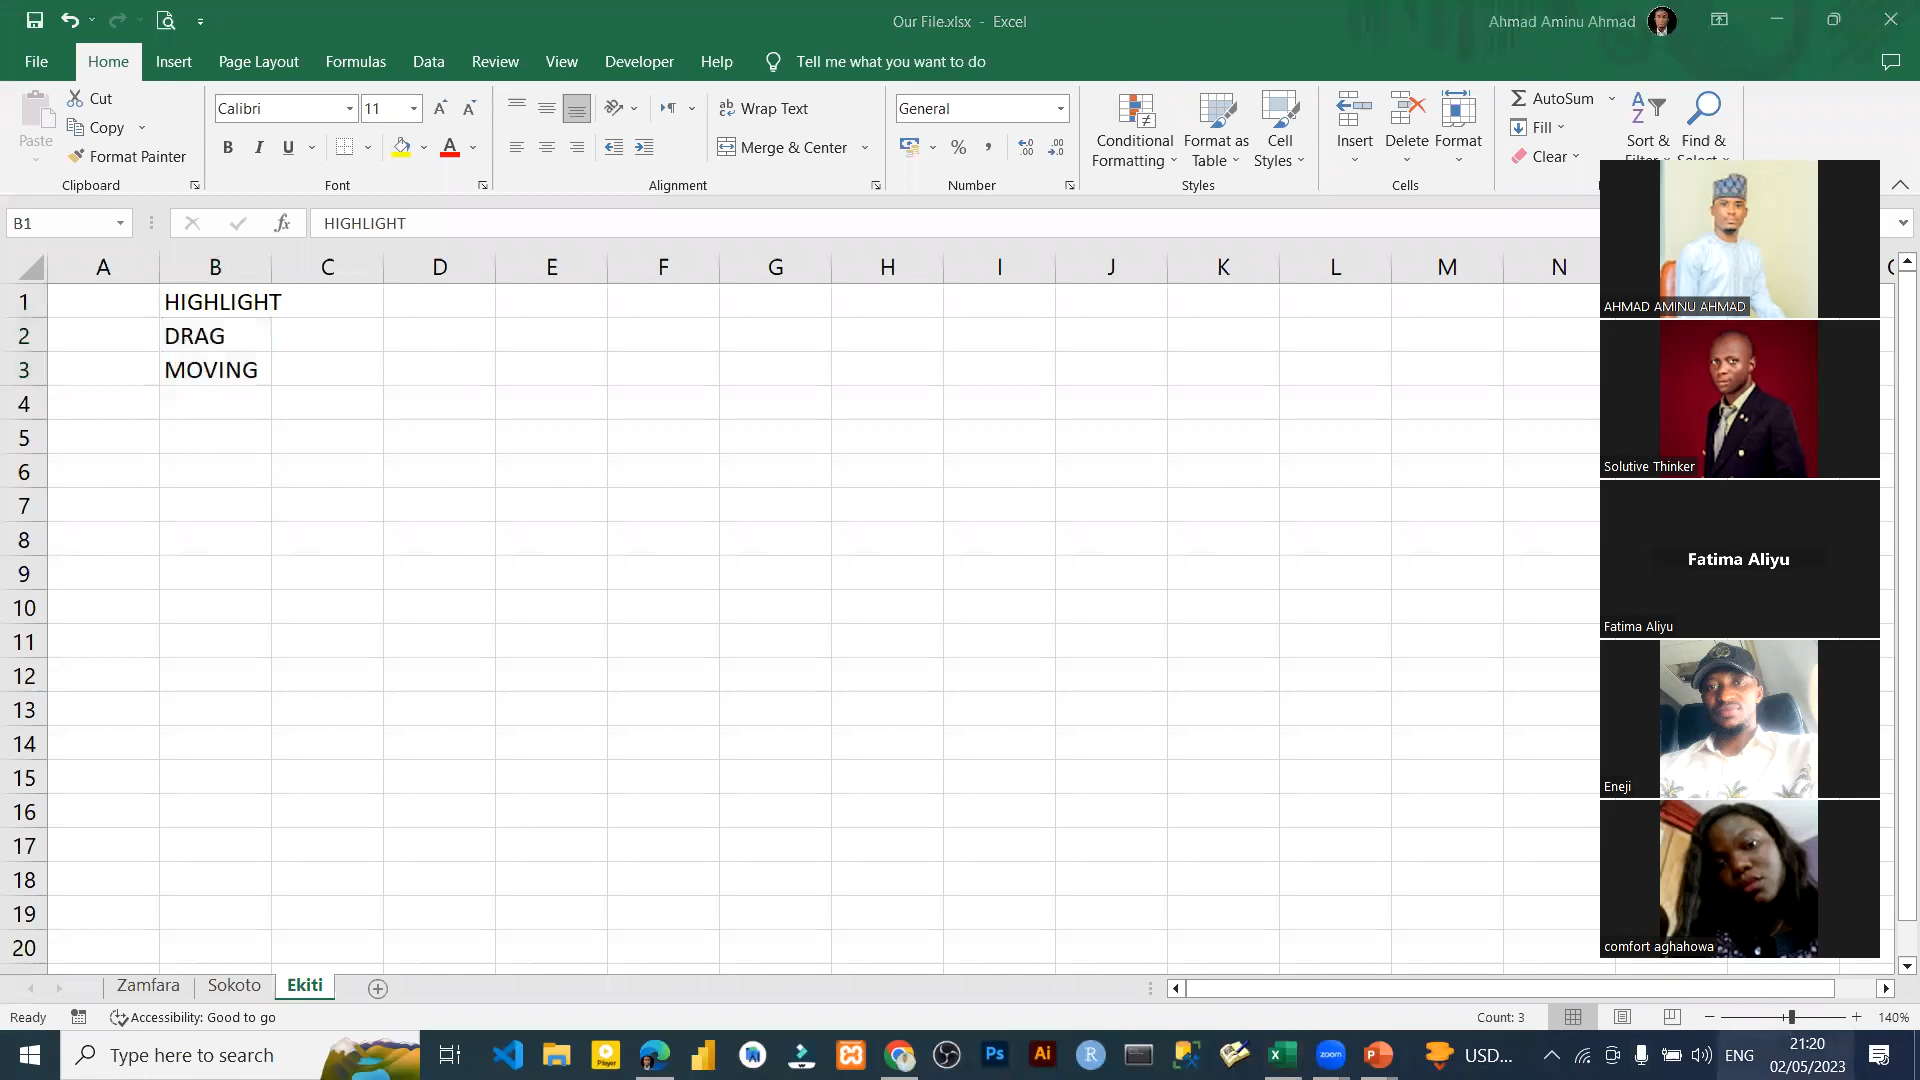 Our File.xlsx - Excel
Ahmad Aminu Ahmad
File Home Insert Page Layout Formulas Data Review View Developer Help Tell me what you want to do
Paste
Cut
Copy
Format Painter
Clipboard
Calibri 11
B I U
Font
Wrap Text
Merge & Center
Alignment
General
Number
Conditional Formatting
Format as Table
Cell Styles
Styles
Insert Delete Format
Cells
AutoSum
Fill
Clear
Sort &
Find &
B1
fx
HIGHLIGHT
A B C D E F G H I J K L M N
1 HIGHLIGHT
2 DRAG
3 MOVING
4
5
6
7
8
9
10
11
12
13
14
15
16
17
18
19
20
AHMAD AMINU AHMAD
Solutive Thinker
Fatima Aliyu
Fatima Aliyu
Eneji
comfort aghahowa
Zamfara Sokoto Ekiti
Ready
Accessibility: Good to go
Count: 3
140%
Type here to search
Player
Ps
Ai
R
zoom
USD...
ENG
21:20
02/05/2023